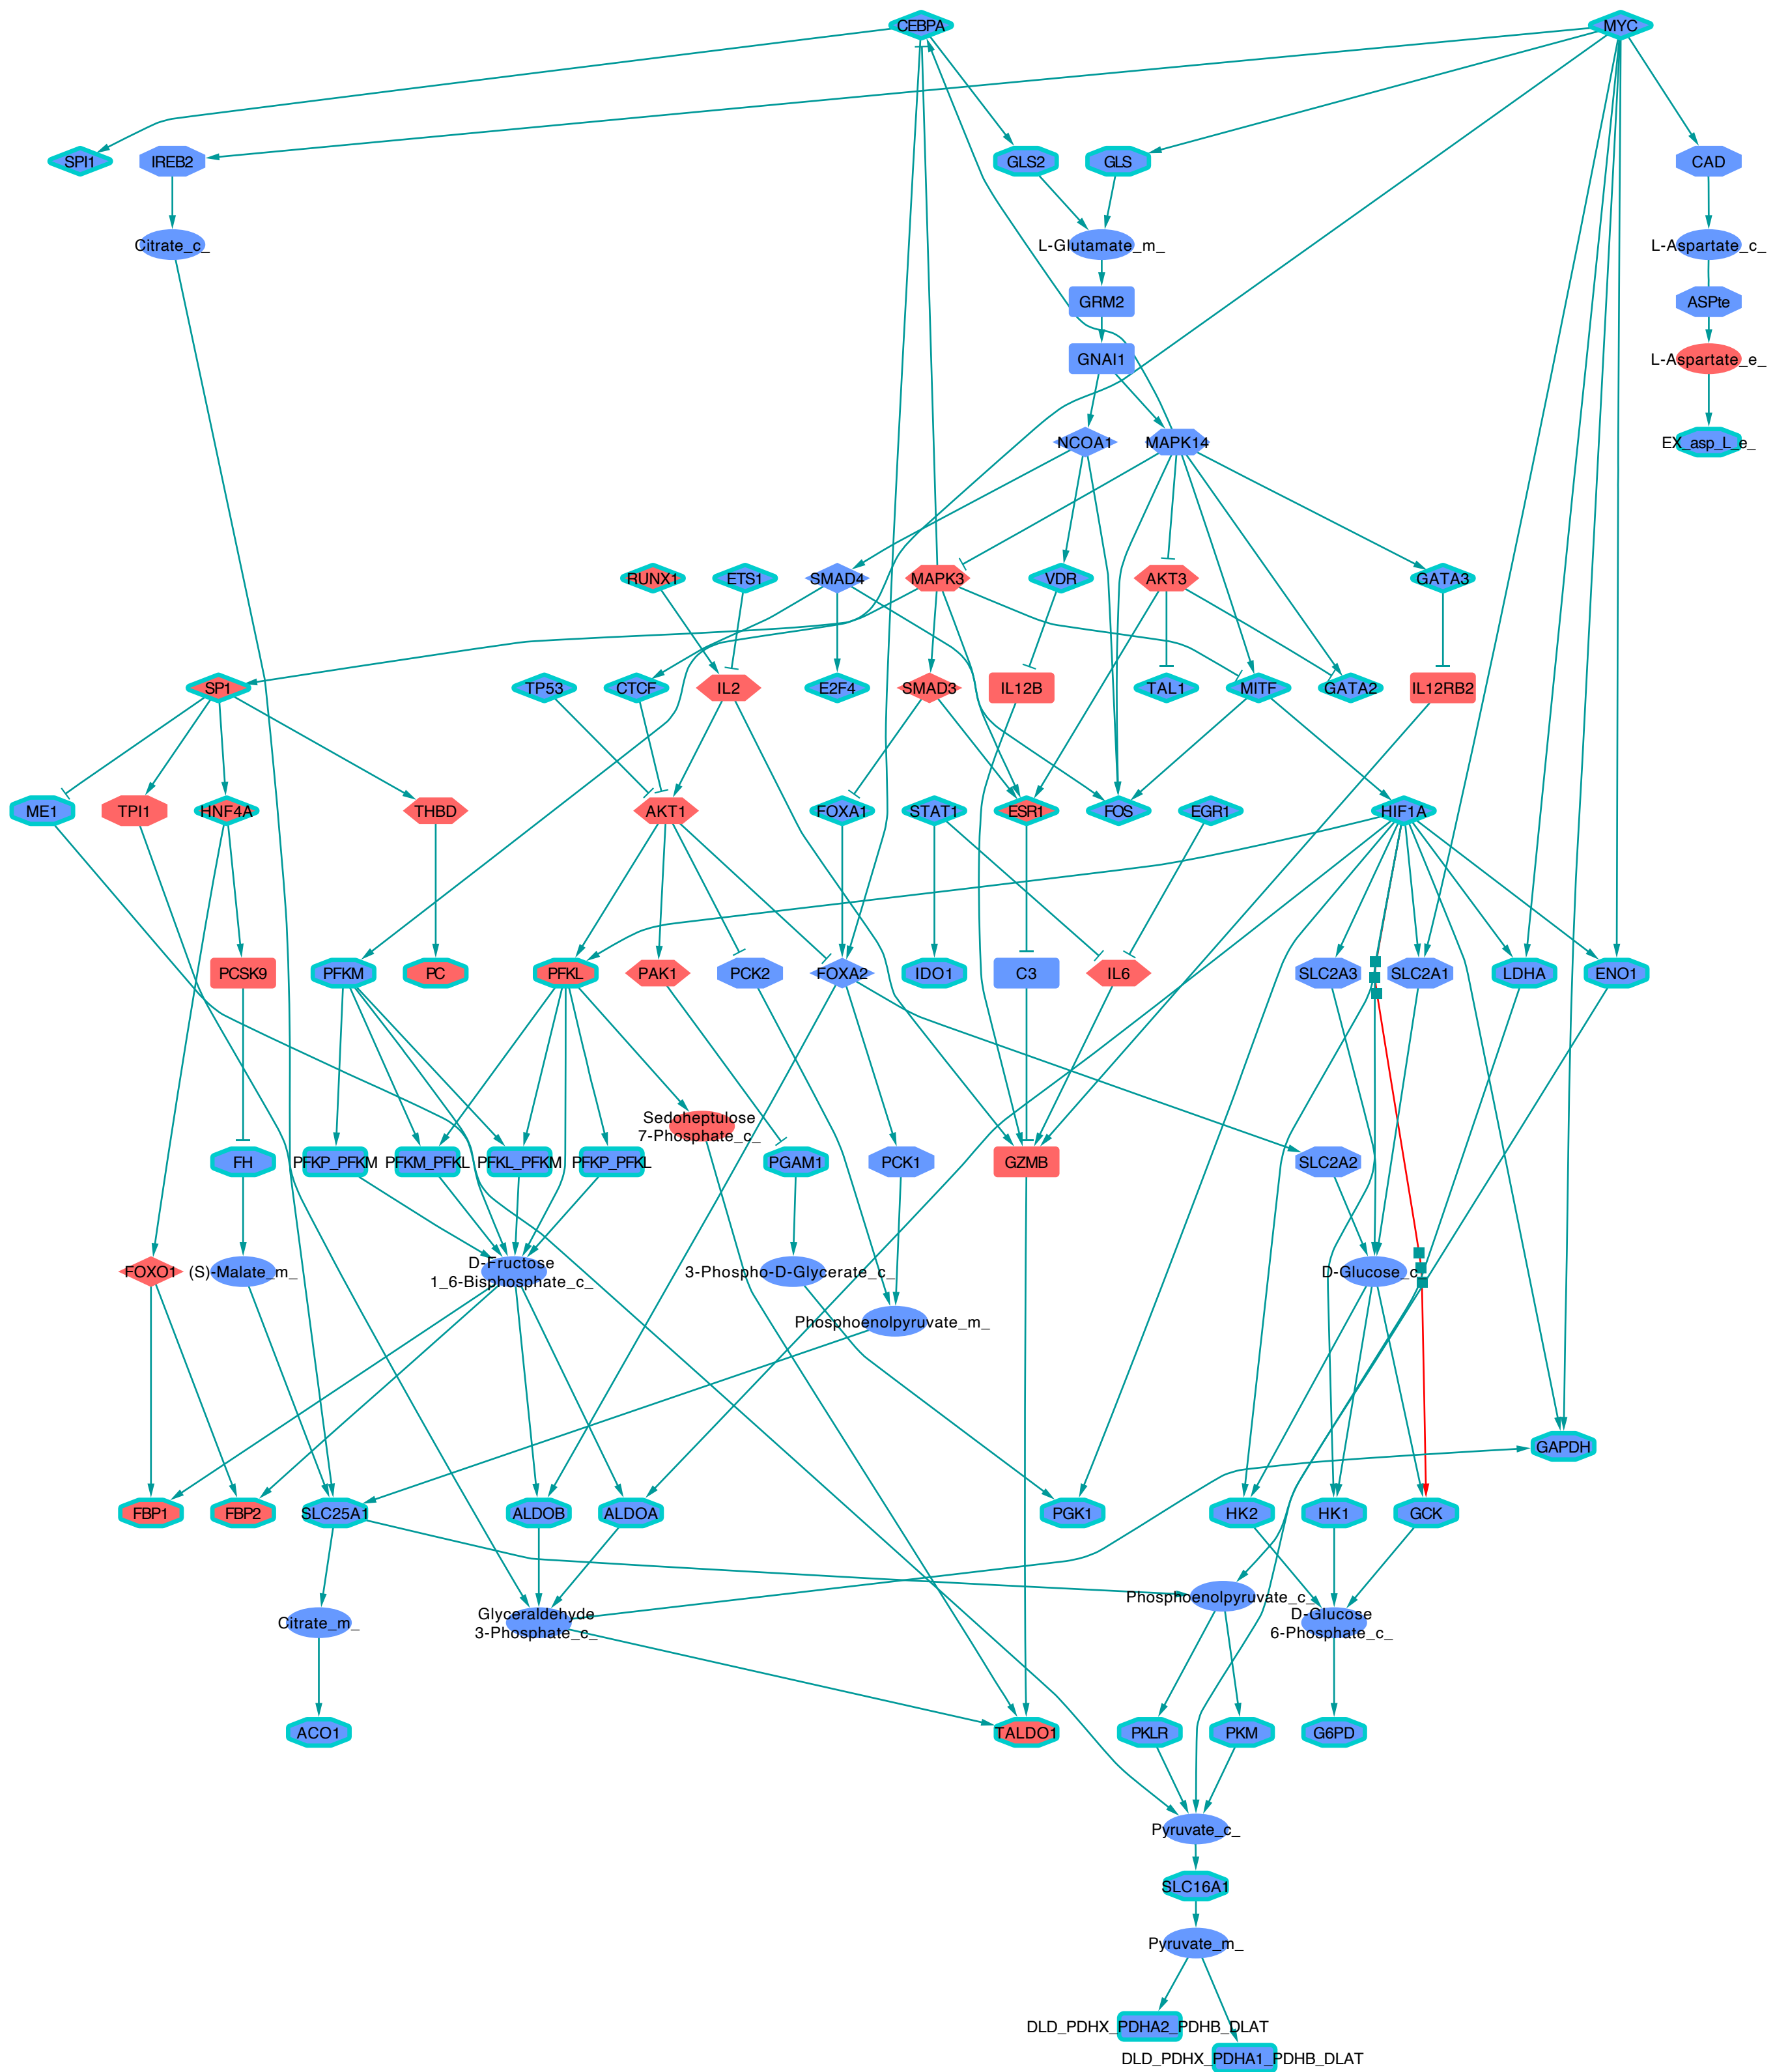 CEBPA
MYC
SPI1
IREB2
GLS2
GLS
CAD
Citrate_c_
L-Glutamate_m_
L-Aspartate_c_
GRM2
ASPte
GNAI1
L-Aspartate_e_
NCOA1
MAPK14
EX_asp_L_e_
RUNX1
ETS1
SMAD4
MAPK3
VDR
AKT3
GATA3
SP1
TP53
CTCF
IL2
E2F4
SMAD3
IL12B
TAL1
MITF
GATA2
IL12RB2
ME1
TPI1
HNF4A
THBD
AKT1
FOXA1
STAT1
ESR1
FOS
EGR1
HIF1A
PCSK9
PFKM
PC
PFKL
PAK1
PCK2
FOXA2
IDO1
C3
IL6
SLC2A3
SLC2A1
LDHA
ENO1
Sedoheptulose
7-Phosphate_c_
FH
PFKP_PFKM
PFKM_PFKL
PFKL_PFKM
PFKP_PFKL
PGAM1
PCK1
GZMB
SLC2A2
FOXO1
(S)-Malate_m_
D-Fructose
1_6-Bisphosphate_c_
3-Phospho-D-Glycerate_c_
D-Glucose_c_
Phosphoenolpyruvate_m_
GAPDH
FBP1
FBP2
SLC25A1
ALDOB
ALDOA
PGK1
HK2
HK1
GCK
Phosphoenolpyruvate_c_
Citrate_m_
Glyceraldehyde
3-Phosphate_c_
D-Glucose
6-Phosphate_c_
ACO1
TALDO1
PKLR
PKM
G6PD
Pyruvate_c_
SLC16A1
Pyruvate_m_
DLD_PDHX_PDHA2_PDHB_DLAT
DLD_PDHX_PDHA1_PDHB_DLAT